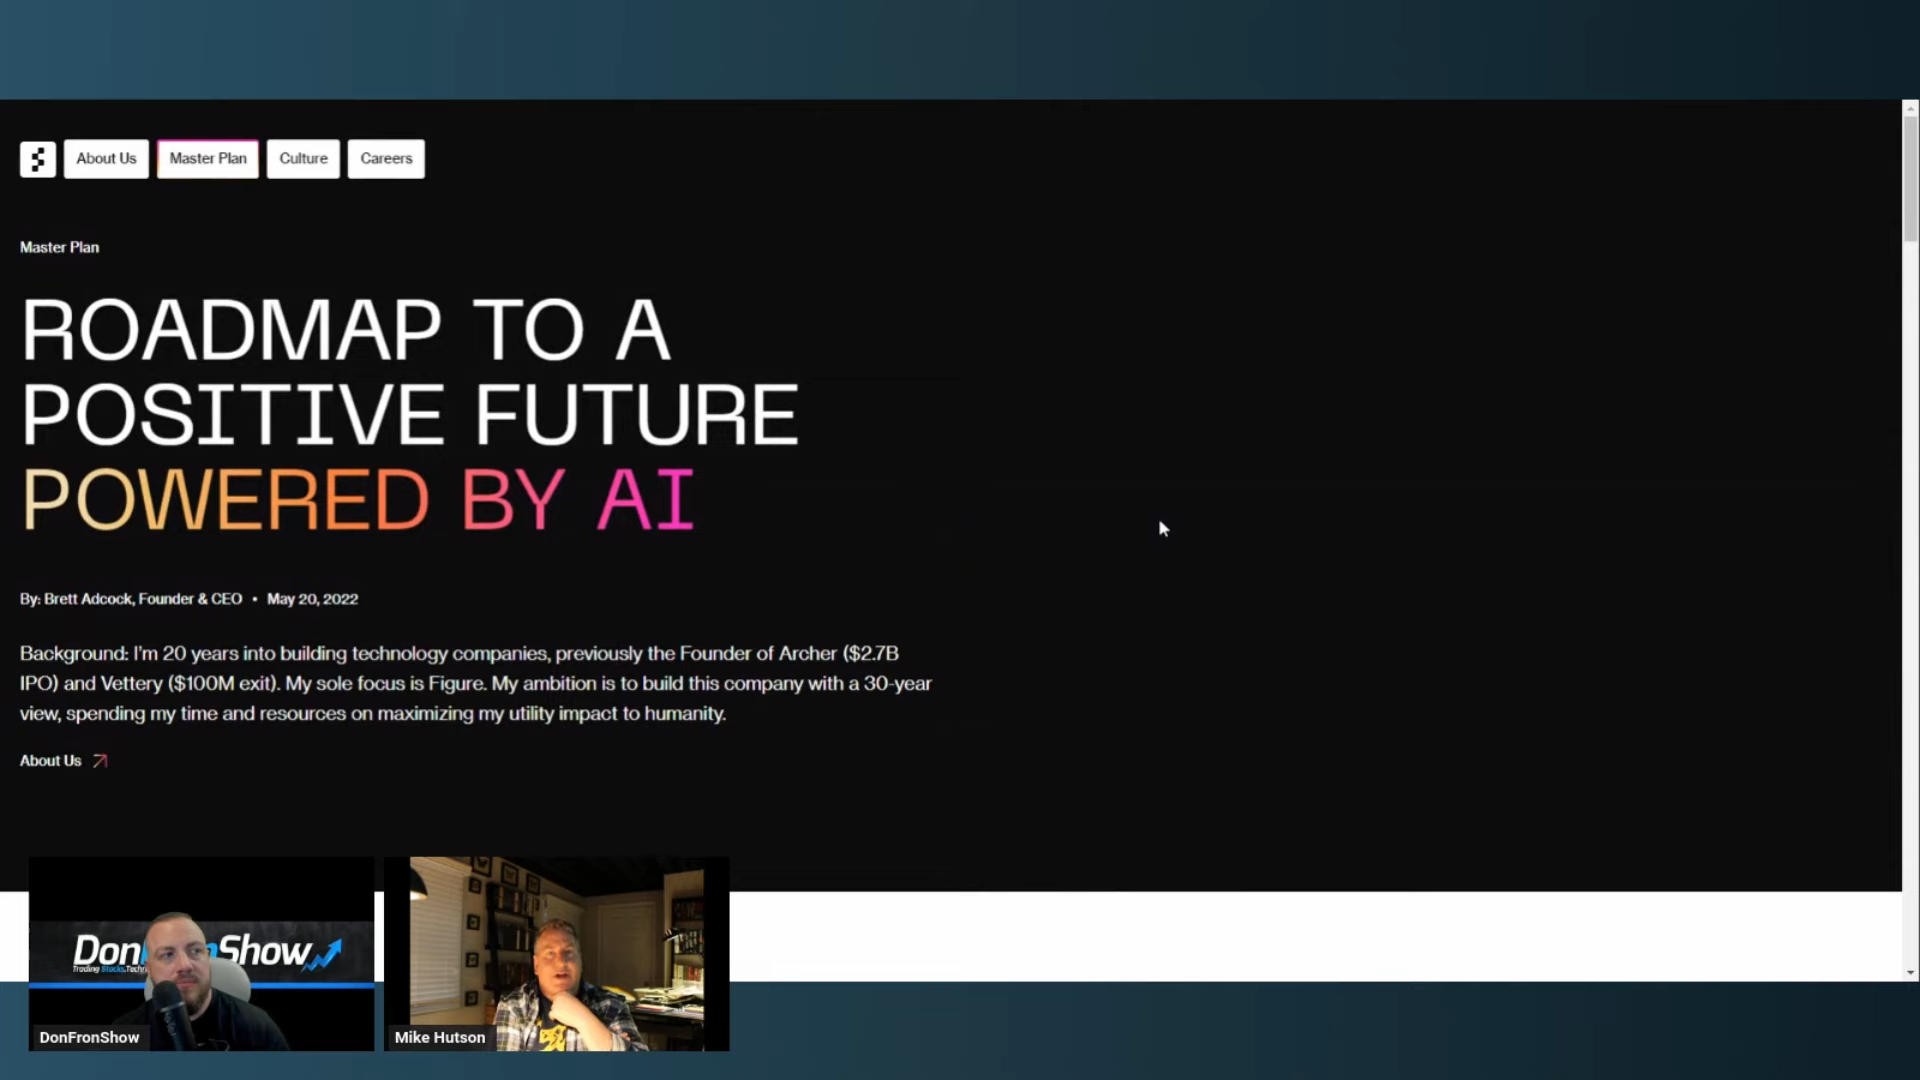 About Us
Master Plan
Culture
Careers
Master Plan
ROADMAP TO A
POSITIVE FUTURE
POWERED BY AI
By: Brett Adcock, Founder & CEO • May 20, 2022
Background: I'm 20 years into building technology companies, previously the Founder of Archer ($2.7B
IPO) and Vettery ($100M exit). My sole focus is Figure. My ambition is to build this company with a 30-year
view, spending my time and resources on maximizing my utility impact to humanity.
About Us
Show
Trading Stocks
DonFronShow
Mike Hutson